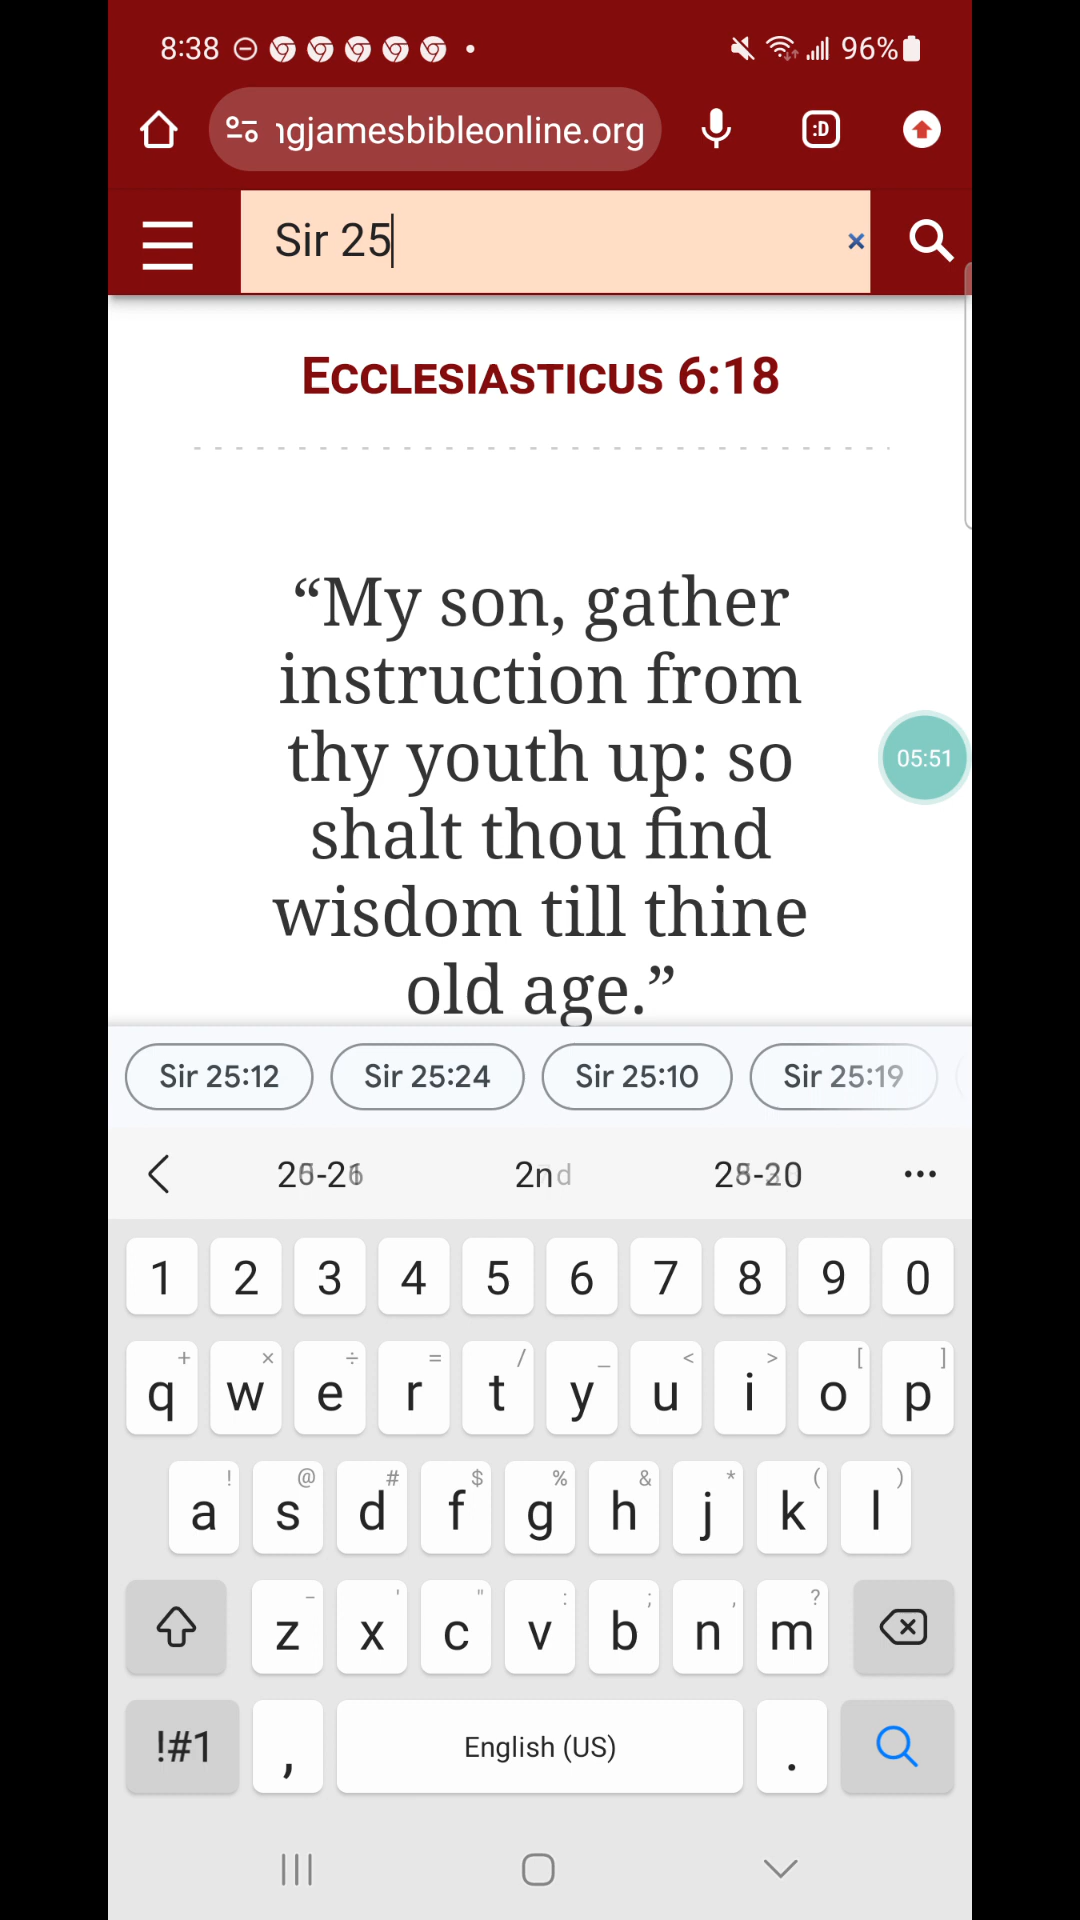 8:38
96%
ngjamesbibleonline.org
:D
Sir 25
×
ECCLESIASTICUS 6:18
“My son, gather
instruction from
thy youth up: so
shalt thou find
wisdom till thine
old age.”
05:51
Sir 25:12 Sir 25:24 Sir 25:10 Sir 25:19
2nd
1 2 3 4 5 6 7 8 9 0
+ × ÷ = / _ < > [ ]
q w e r t y u i o p
! @ # $ % & * ( )
a s d f g h j k l
- ' " : ; , ?
z x c v b n m
!#1 , English (US) .